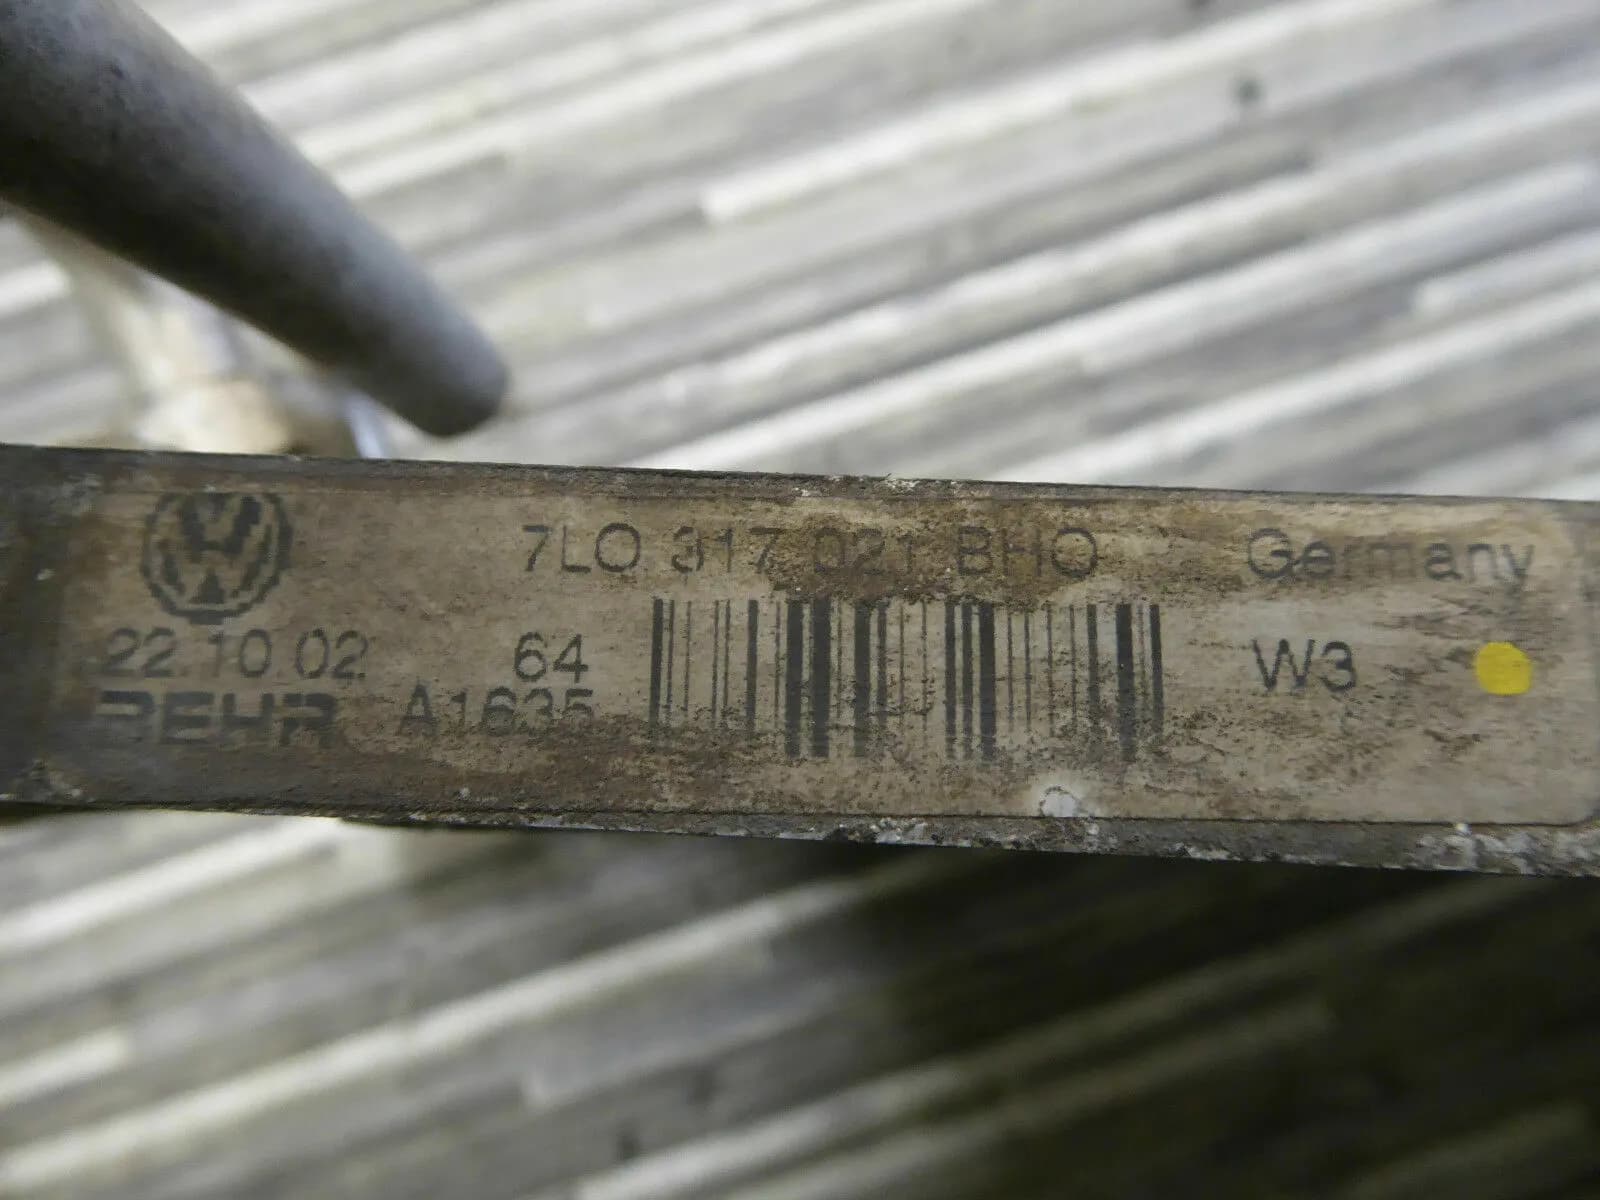 7L0 317 021 BHO Germany
22.10.02 64 W3
BEHR A1635